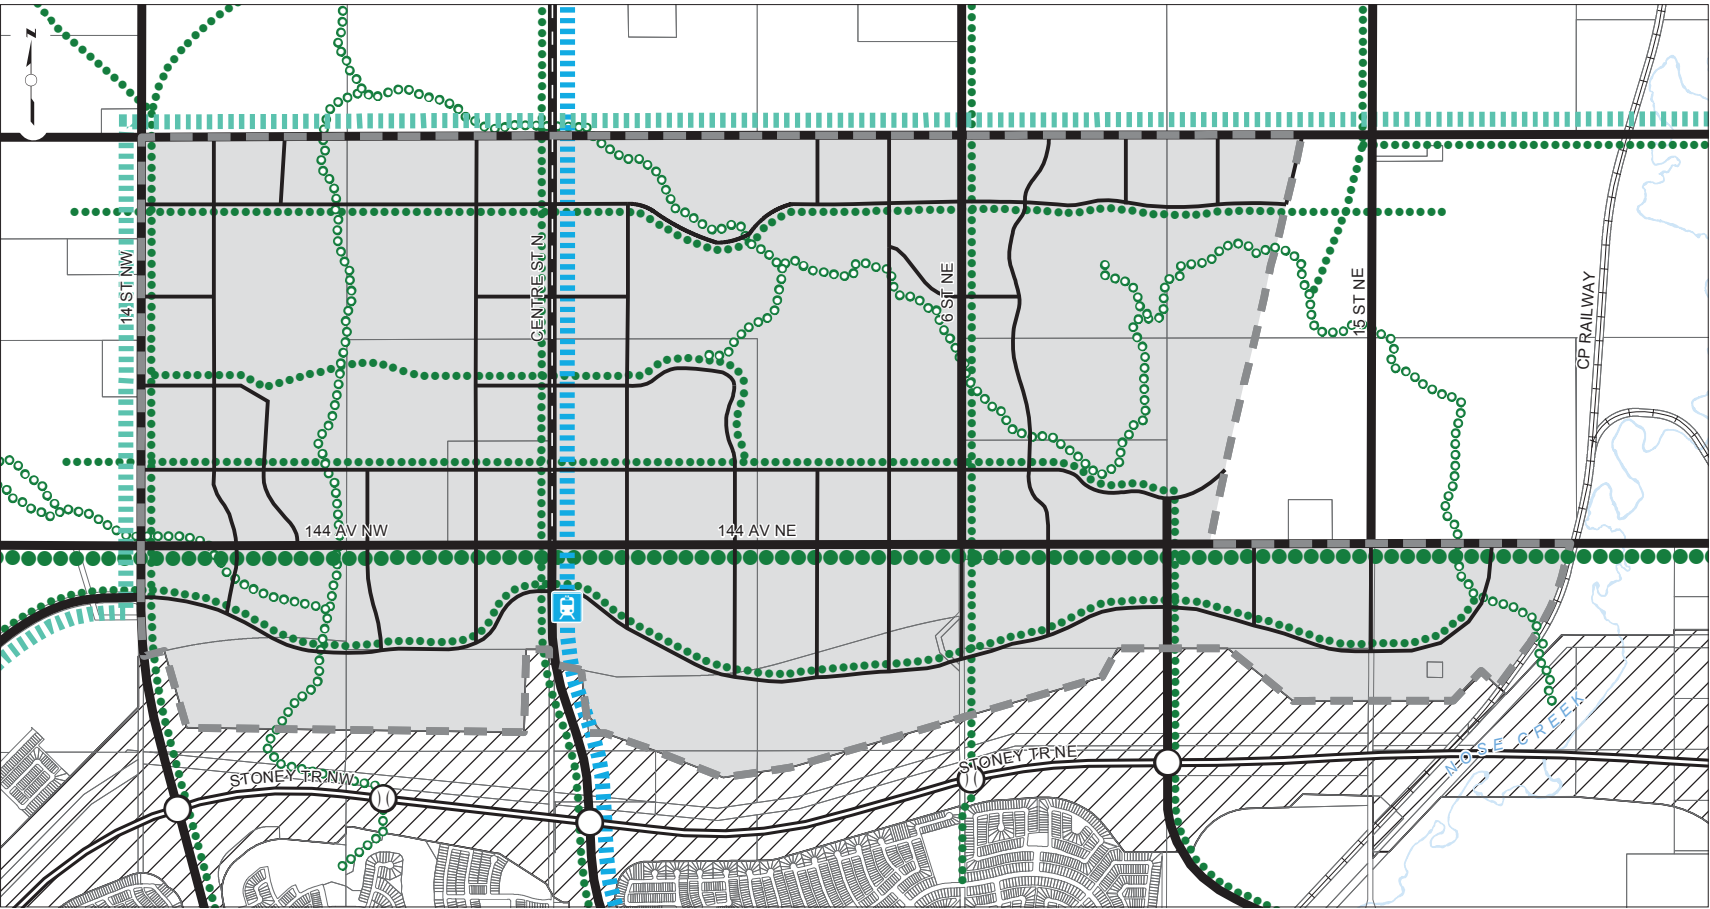 N
14 ST NW
CENTRE ST N
6 ST NE
15 ST NE
CP RAILWAY
144 AV NW
144 AV NE
STONEY TR NW
STONEY TR NE
NOSE CREEK